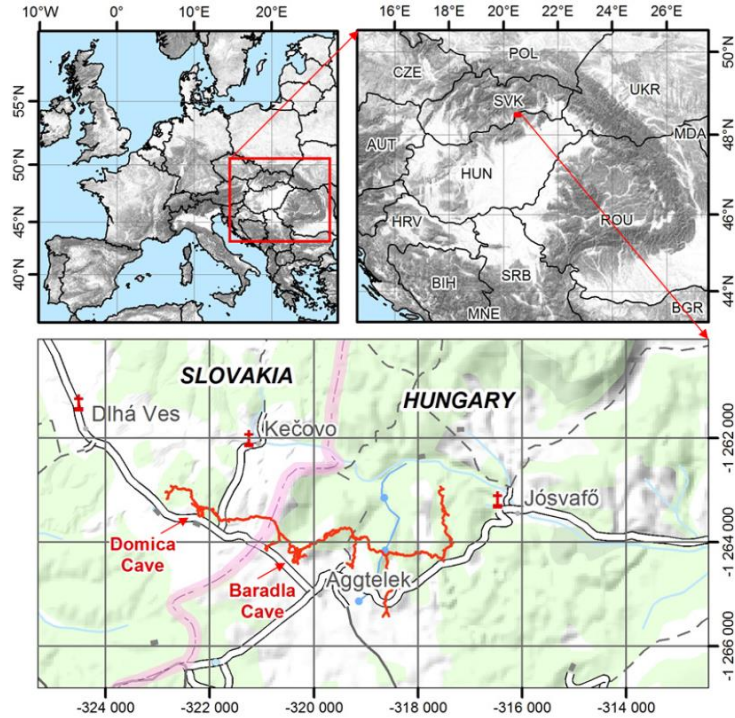 10°W 0° 10°E 20°E
55°N
50°N
45°N
40°N
16°E 18°E 20°E 22°E 24°E 26°E
50°N
48°N
46°N
44°N
POL
CZE
UKR
SVK
MDA
AUT
HUN
ROU
HRV
BIH
SRB
MNE
BGR
SLOVAKIA
HUNGARY
Dlhá Ves
Kečovo
Jósvafő
Domica
Cave
Baradla
Cave
Aggtelek
-1 262 000
-1 264 000
-1 266 000
-324 000 -322 000 -320 000 -318 000 -316 000 -314 000